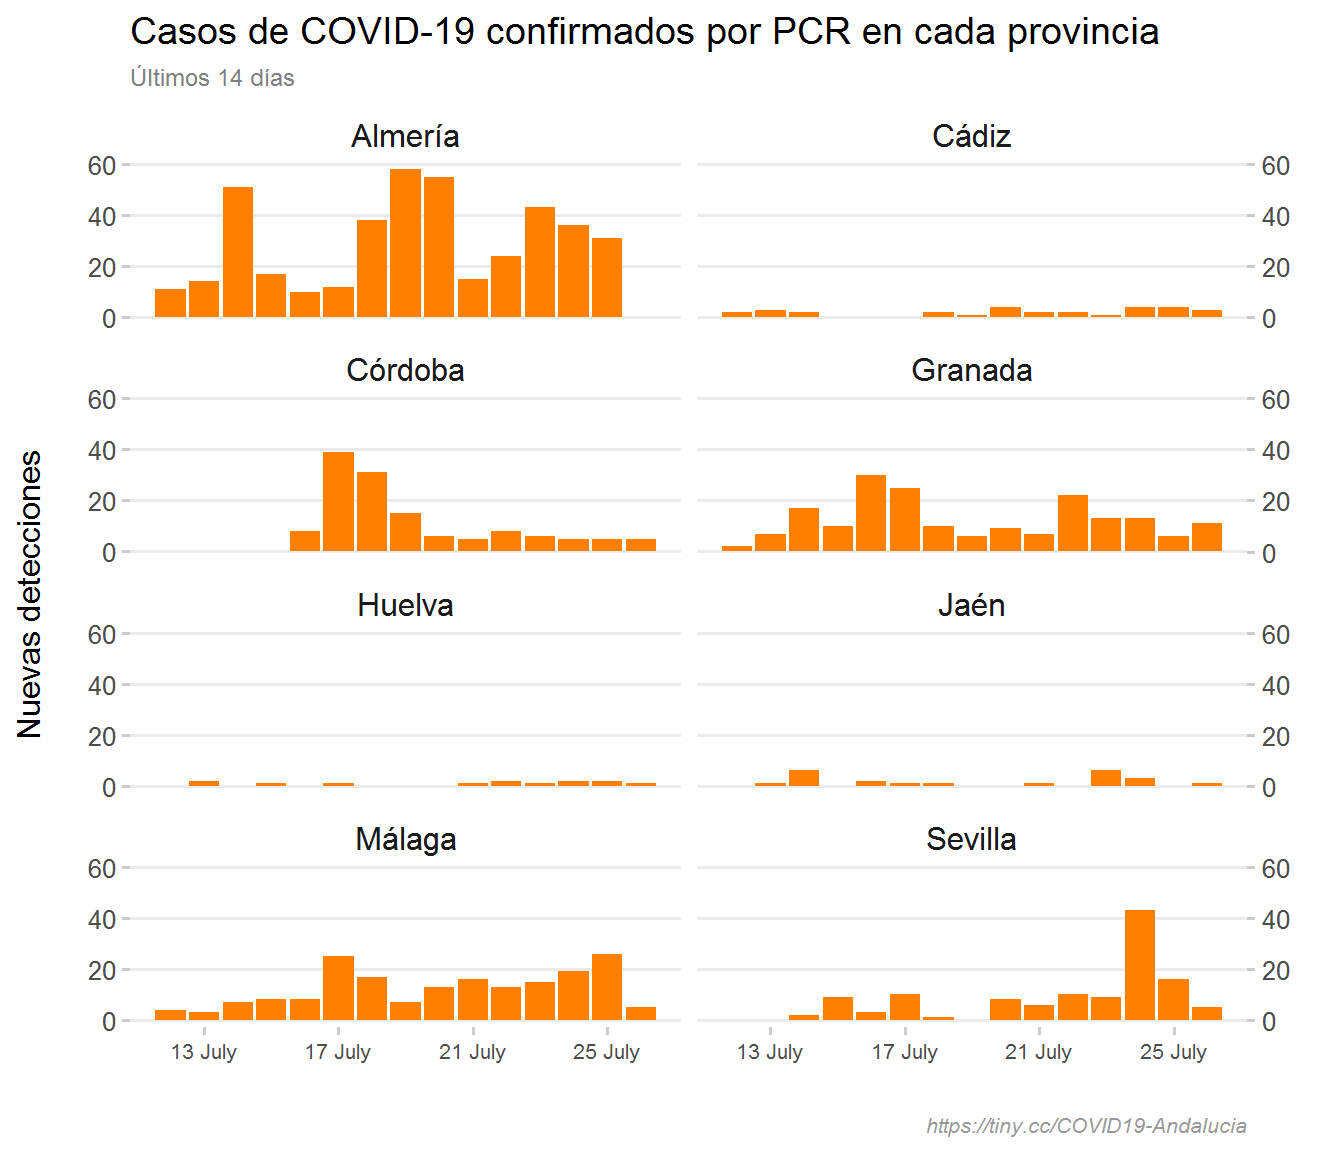 Casos de COVID-19 confirmados por PCR en cada provincia
Últimos 14 días
Almería
Cádiz
60
40
20
0
60
40
20
0
Córdoba
Granada
60
40
20
0
60
40
20
0
Nuevas detecciones
Huelva
Jaén
60
40
20
0
60
40
20
0
Málaga
Sevilla
60
40
20
0
60
40
20
0
13 July 17 July 21 July 25 July
13 July 17 July 21 July 25 July
https://tiny.cc/COVID19-Andalucia